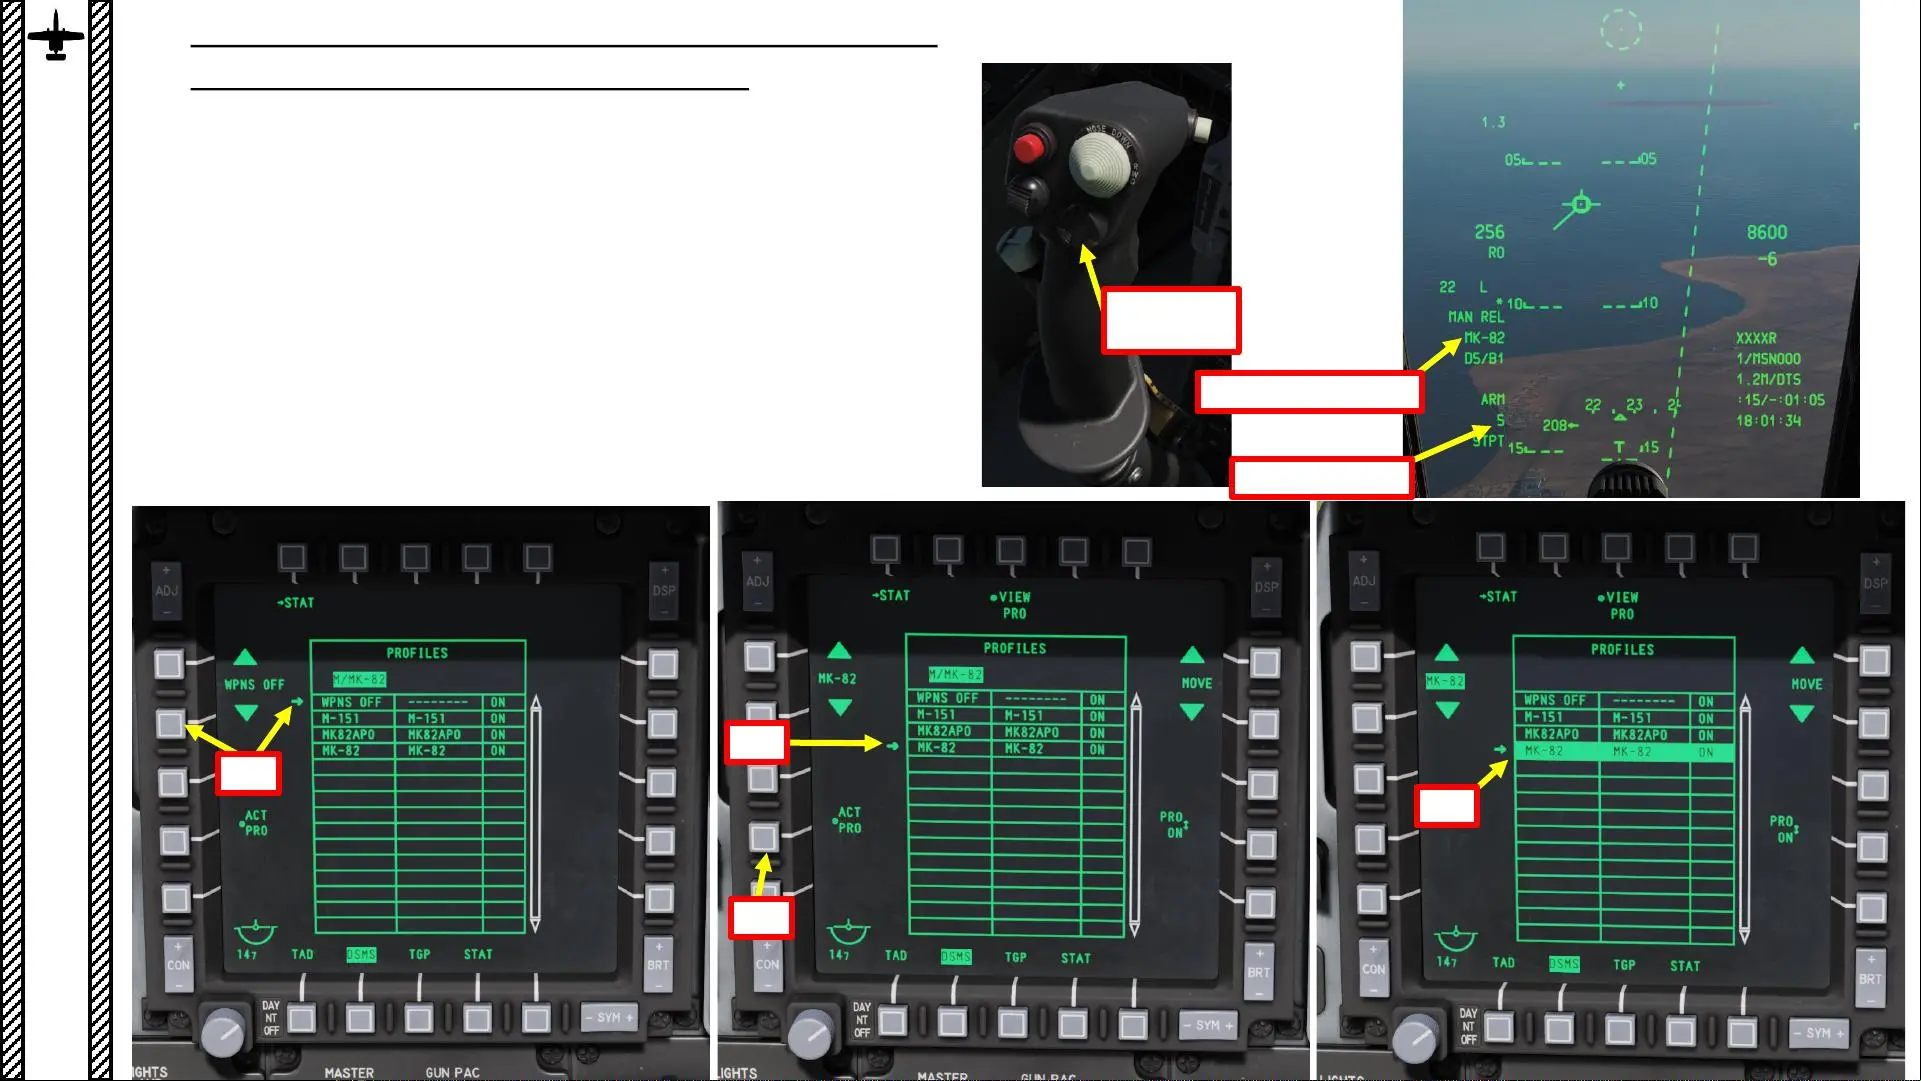 NOSE DOWN
RWD
1.3
05 05
256
RO
8600
-6
22 L
* 10 10
MAN REL
MK-82
D5/B1
XXXXR
1/MSN000
1.2M/DTS
:15/-:01:05
18:01:34
ARM
S
STPT
22 . 23 .
208←
T
15 15
ADJ
DSP
→STAT
PROFILES
M/MK-82
WPNS OFF
WPNS OFF -------- ON
M-151 M-151 ON
MK82APO MK82APO ON
MK-82 MK-82 ON
ACT
PRO
147
TAD DSMS TGP STAT
CON
BRT
DAY
NT
OFF
- SYM +
IGHTS
MASTER
GUN PAC
ADJ
DSP
→STAT
VIEW
PRO
PROFILES
M/MK-82
MK-82
MOVE
WPNS OFF -------- ON
M-151 M-151 ON
MK82APO MK82APO ON
MK-82 MK-82 ON
ACT
PRO
PRO
ON
147
TAD DSMS TGP STAT
CON
BRT
DAY
NT
OFF
- SYM +
IGHTS
MASTER
GUN PAC
ADJ
DSP
→STAT
VIEW
PRO
PROFILES
MK-82
MOVE
WPNS OFF -------- ON
M-151 M-151 ON
MK82APO MK82APO ON
MK-82 MK-82 ON
PRO
ON
147
TAD DSMS TGP STAT
CON
BRT
DAY
NT
OFF
- SYM +
LIGHTS